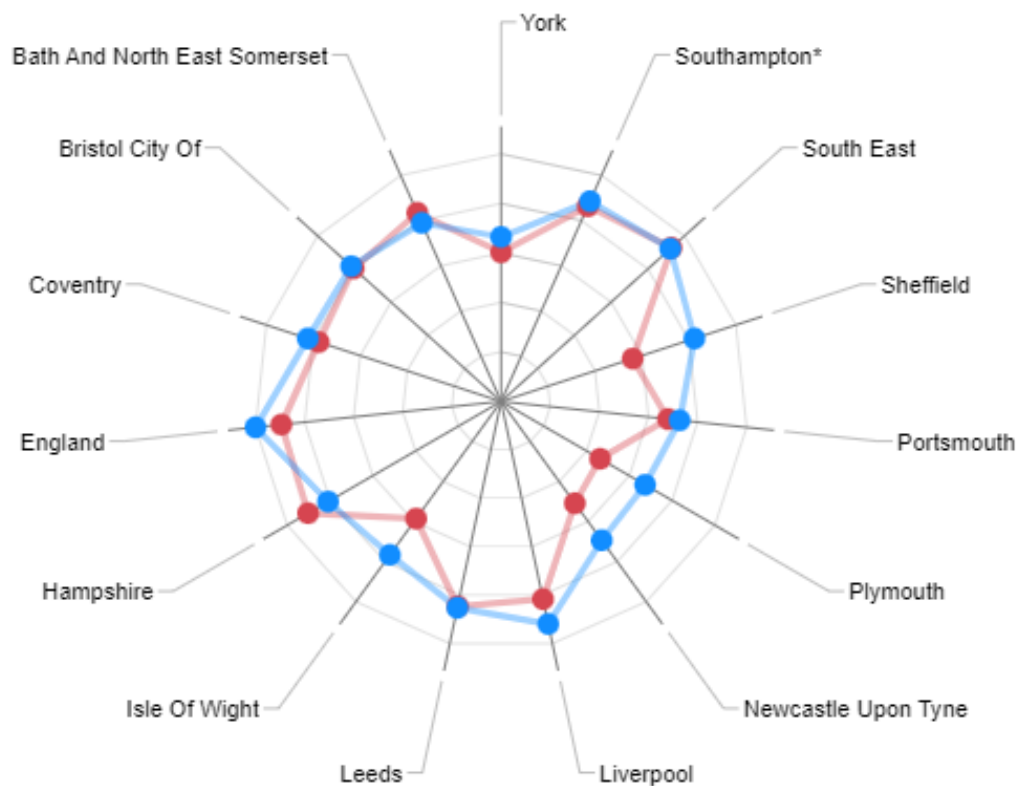 York
Bath And North East Somerset
Southampton*
Bristol City Of
South East
Coventry
Sheffield
England
Portsmouth
Hampshire
Plymouth
Isle Of Wight
Newcastle Upon Tyne
Leeds
Liverpool